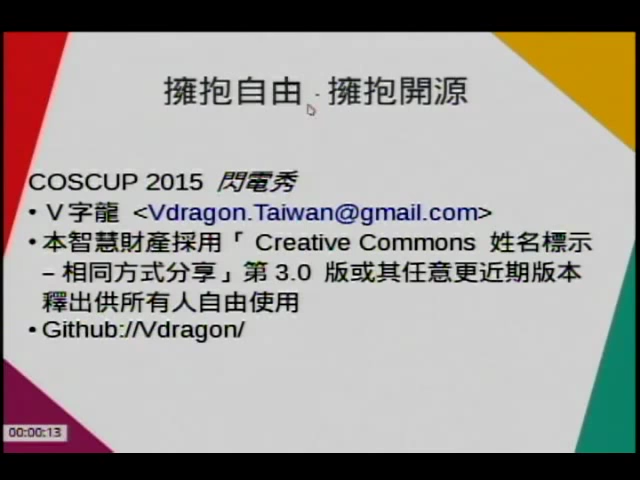 擁抱自由 · 擁抱開源
COSCUP 2015 閃電秀
• V字龍 <Vdragon.Taiwan@gmail.com>
• 本智慧財產採用「 Creative Commons 姓名標示
– 相同方式分享」第 3.0 版或其任意更近期版本
釋出供所有人自由使用
• Github://Vdragon/
00:00:13